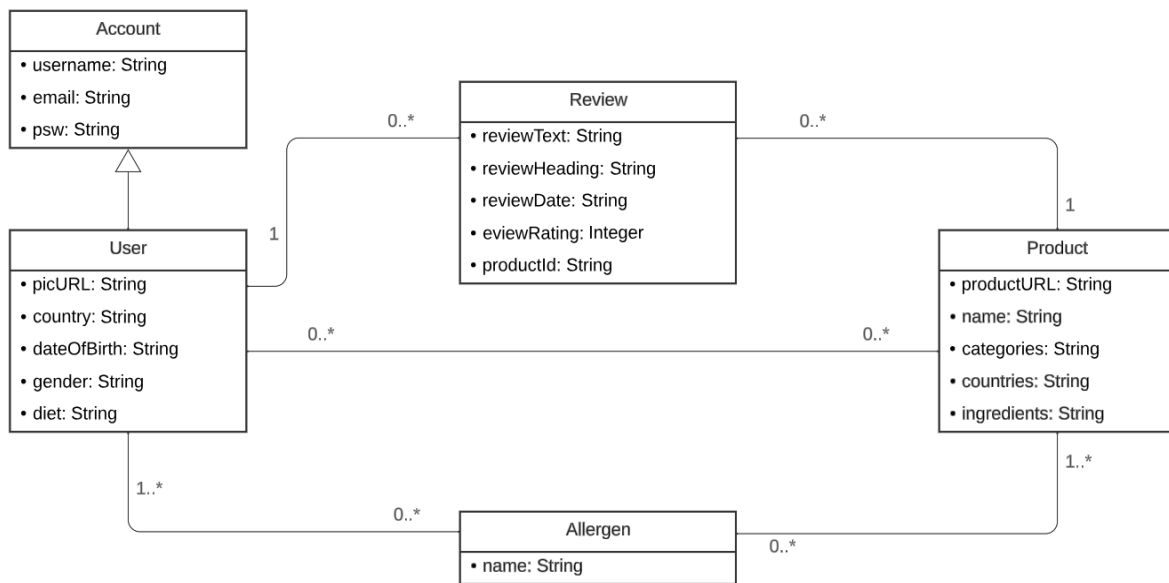 Account
• username: String
• email: String
• psw: String
Review
• reviewText: String
• reviewHeading: String
• reviewDate: String
• eviewRating: Integer
• productId: String
0..*
0..*
1
1
User
• picURL: String
• country: String
• dateOfBirth: String
• gender: String
• diet: String
Product
• productURL: String
• name: String
• categories: String
• countries: String
• ingredients: String
0..*
0..*
1..*
1..*
0..*
0..*
Allergen
• name: String